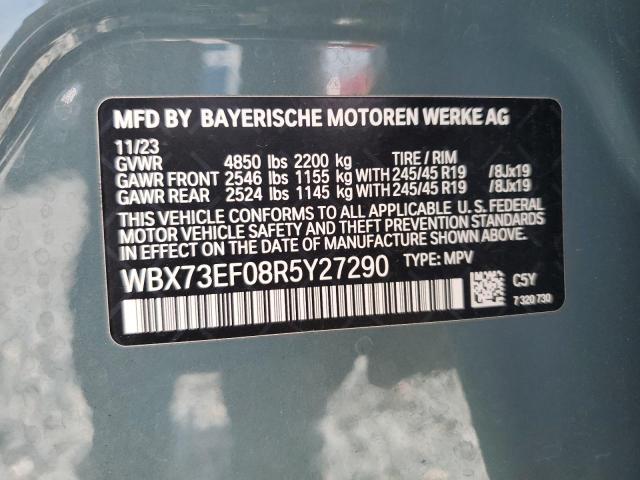 MFD BY BAYERISCHE MOTOREN WERKE AG
11/23
GVWR 4850 lbs 2200 kg TIRE / RIM
GAWR FRONT 2546 lbs 1155 kg WITH 245/45 R19 /8Jx19
GAWR REAR 2524 lbs 1145 kg WITH 245/45 R19 /8Jx19
THIS VEHICLE CONFORMS TO ALL APPLICABLE U. S. FEDERAL
MOTOR VEHICLE SAFETY AND THEFT PREVENTION STANDARDS
IN EFFECT ON THE DATE OF MANUFACTURE SHOWN ABOVE.
WBX73EF08R5Y27290 TYPE: MPV
C5Y
7 320 730